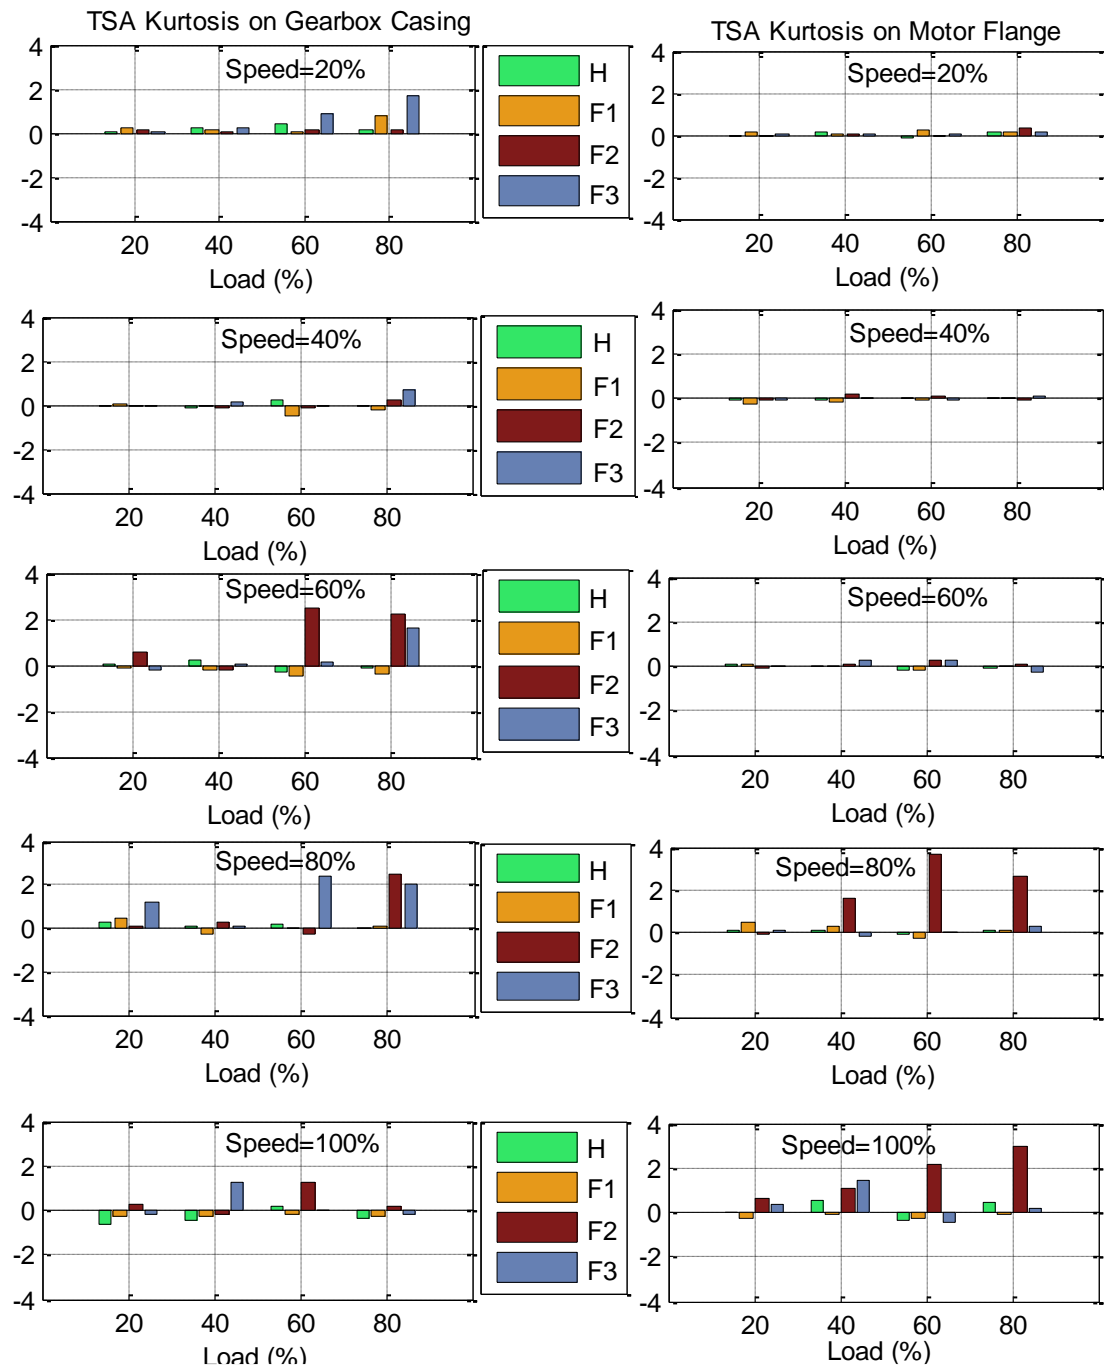 TSA Kurtosis on Gearbox Casing
TSA Kurtosis on Motor Flange
4
2
0
-2
-4
Speed=20%
20 40 60 80
Load (%)
H
F1
F2
F3
4
2
0
-2
-4
Speed=20%
20 40 60 80
Load (%)
4
2
0
-2
-4
Speed=40%
20 40 60 80
Load (%)
H
F1
F2
F3
4
2
0
-2
-4
Speed=40%
20 40 60 80
Load (%)
4
2
0
-2
-4
Speed=60%
20 40 60 80
Load (%)
H
F1
F2
F3
4
2
0
-2
-4
Speed=60%
20 40 60 80
Load (%)
4
2
0
-2
-4
Speed=80%
20 40 60 80
Load (%)
H
F1
F2
F3
4
2
0
-2
-4
Speed=80%
20 40 60 80
Load (%)
4
2
0
-2
-4
Speed=100%
20 40 60 80
Load (%)
H
F1
F2
F3
4
2
0
-2
-4
Speed=100%
20 40 60 80
Load (%)